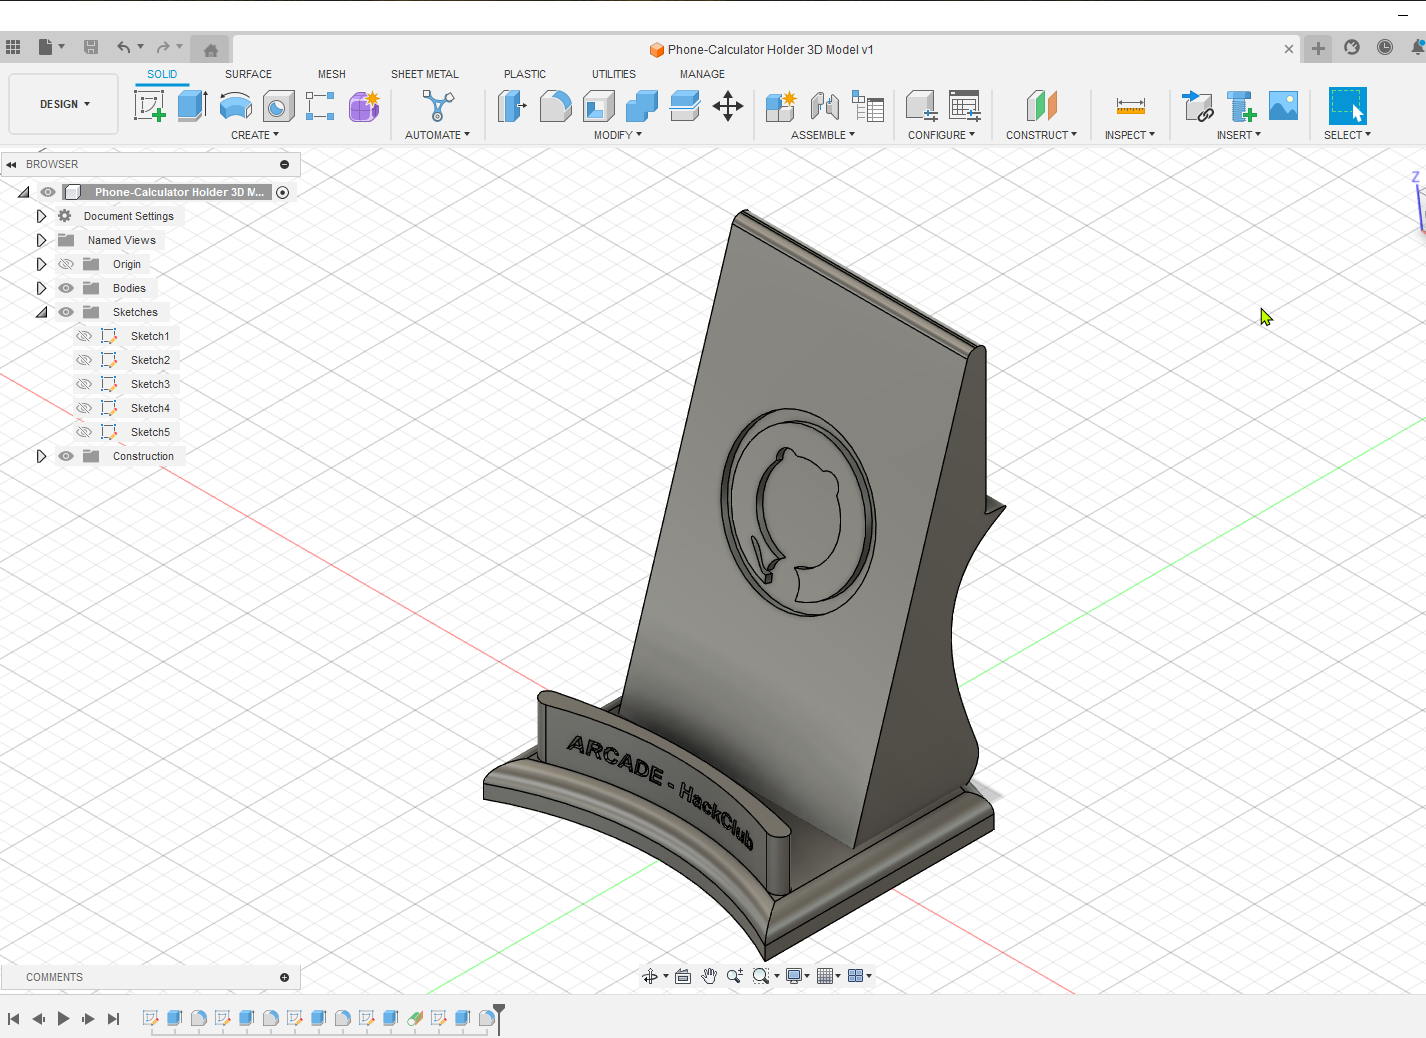 Phone-Calculator Holder 3D Model v1
SOLID SURFACE MESH SHEET METAL PLASTIC UTILITIES MANAGE
DESIGN
CREATE AUTOMATE MODIFY ASSEMBLE CONFIGURE CONSTRUCT INSPECT INSERT SELECT
BROWSER
Phone-Calculator Holder 3D M...
Document Settings
Named Views
Origin
Bodies
Sketches
Sketch1
Sketch2
Sketch3
Sketch4
Sketch5
Construction
Z
ARCADE - HackClub
COMMENTS